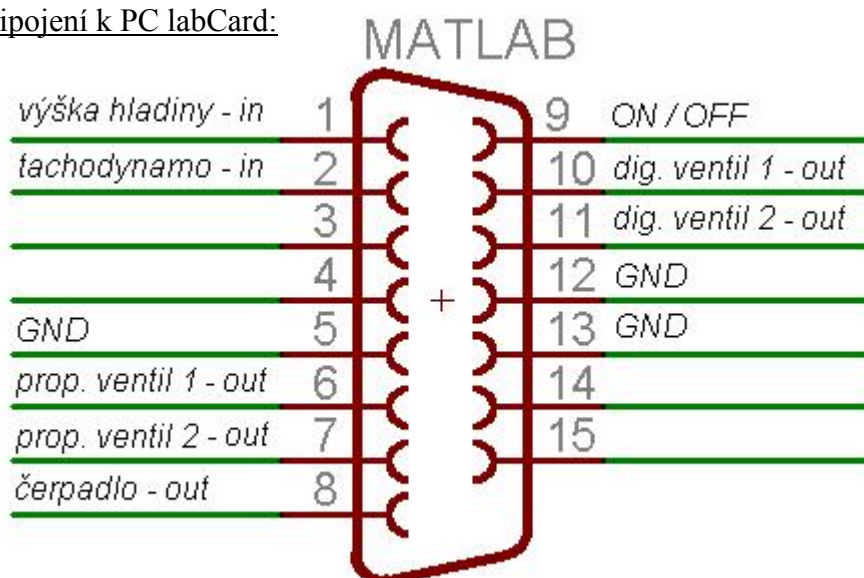 ipojení k PC labCard:
MATLAB
výška hladiny - in 1
tachodynamo - in 2
3
4
GND 5
prop. ventil 1 - out 6
prop. ventil 2 - out 7
čerpadlo - out 8
9 ON / OFF
10 dig. ventil 1 - out
11 dig. ventil 2 - out
12 GND
13 GND
14
15